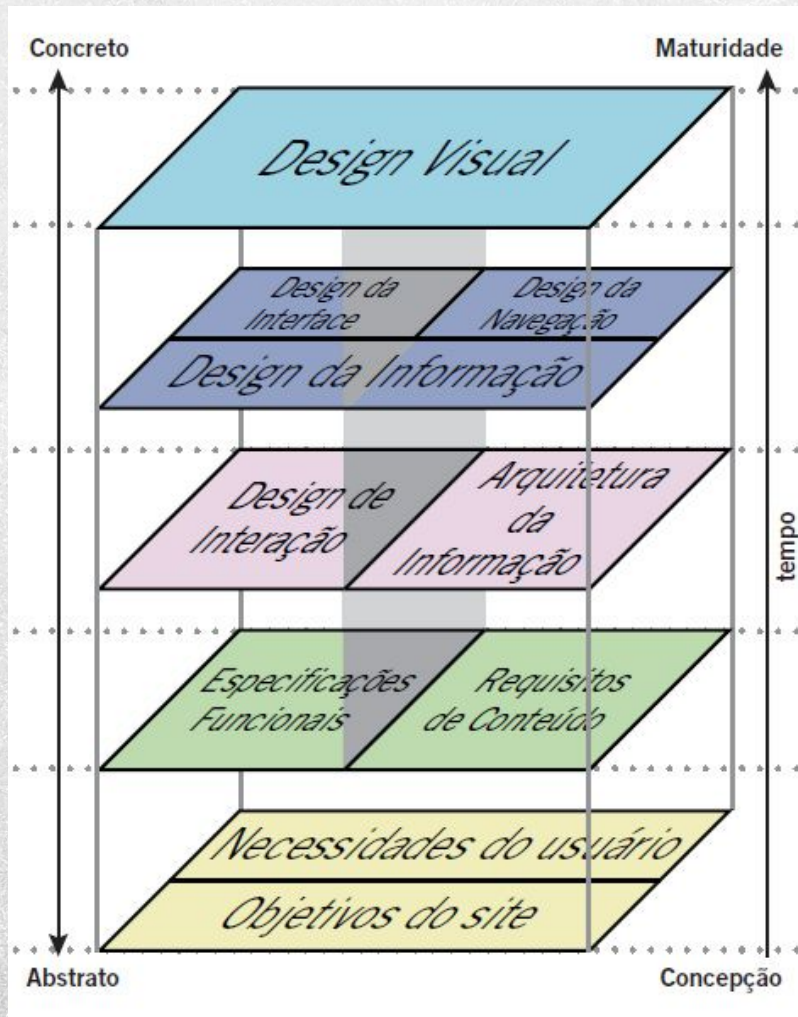 Concreto
Maturidade
Design Visual
Design da
Interface
Design da
Navegação
Design da Informação
Design de
Interação
Arquitetura
da
Informação
tempo
Especificações
Funcionais
Requisitos
de Conteúdo
Necessidades do usuário
Objetivos do site
Abstrato
Concepção